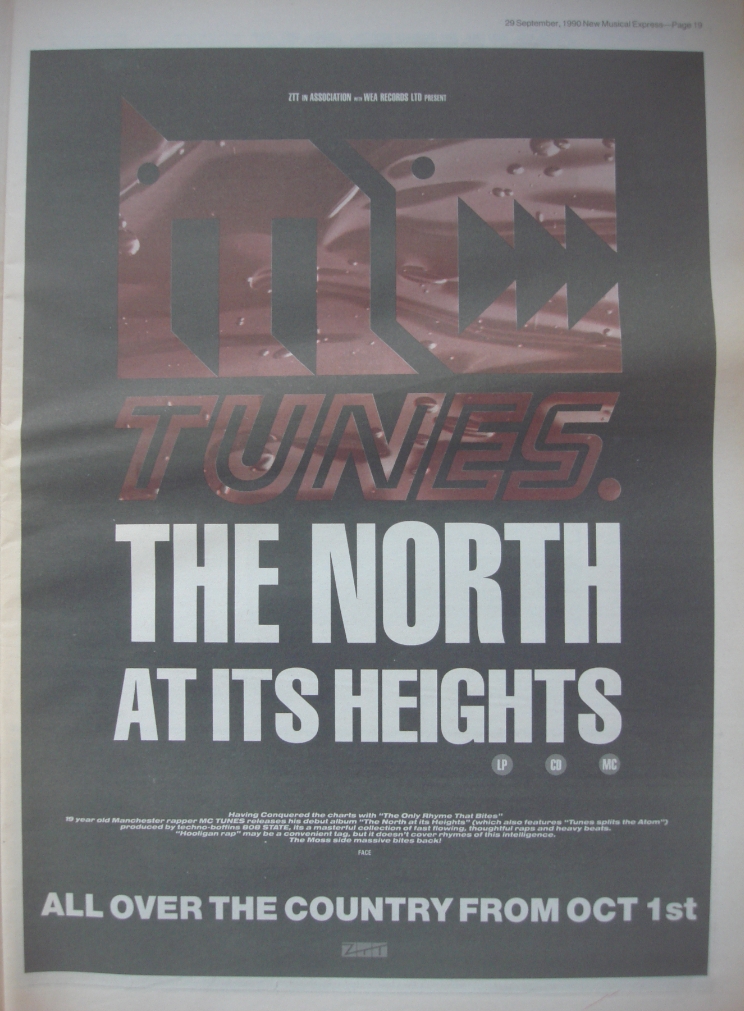 29 September, 1990 New Musical Express—Page 19
ZTT IN ASSOCIATION WITH WEA RECORDS LTD PRESENT
MC
TUNES.
THE NORTH
AT ITS HEIGHTS
LP CD MC
Having Conquered the charts with "The Only Rhyme That Bites"
19 year old Manchester rapper MC TUNES releases his debut album "The North at its Heights" (which also features "Tunes splits the Atom")
produced by techno-boffins 808 STATE, its a masterful collection of fast flowing, thoughtful raps and heavy beats.
"Hooligan rap" may be a convenient tag, but it doesn't cover rhymes of this intelligence.
The Moss side massive bites back!
FACE
ALL OVER THE COUNTRY FROM OCT 1st
ZTT